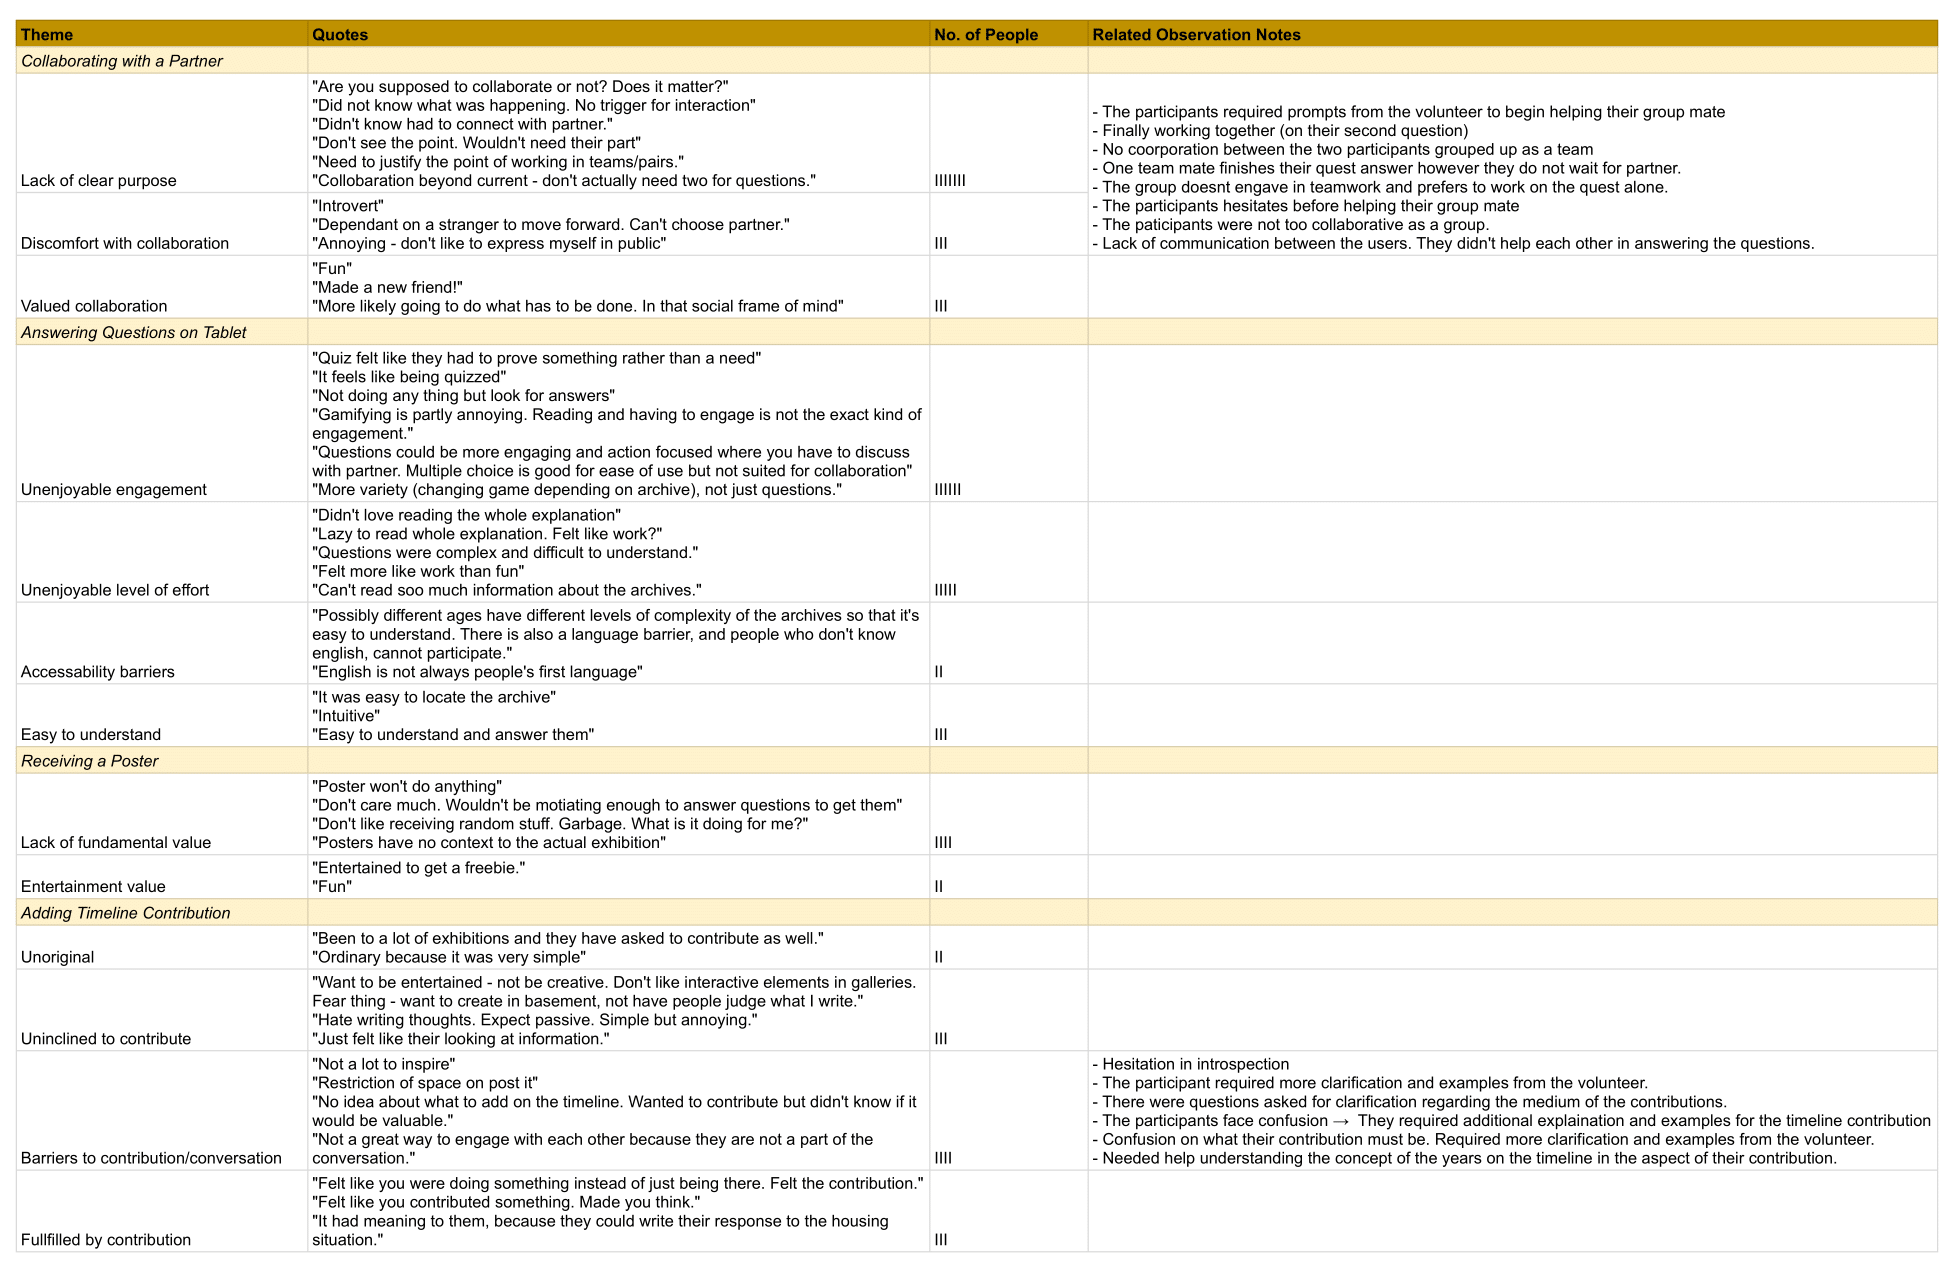 Theme Quotes No. of People Related Observation Notes
Collaborating with a Partner
"Are you supposed to collaborate or not? Does it matter?"
"Did not know what was happening. No trigger for interaction"
"Didn't know had to connect with partner."
"Don't see the point. Wouldn't need their part"
"Need to justify the point of working in teams/pairs."
Lack of clear purpose "Collobaration beyond current - don't actually need two for questions." IIIIIII
"Introvert"
"Dependant on a stranger to move forward. Can't choose partner."
Discomfort with collaboration "Annoying - don't like to express myself in public" III
- The participants required prompts from the volunteer to begin helping their group mate
- Finally working together (on their second question)
- No coorporation between the two participants grouped up as a team
- One team mate finishes their quest answer however they do not wait for partner.
- The group doesnt engave in teamwork and prefers to work on the quest alone.
- The participants hesitates before helping their group mate
- The paticipants were not too collaborative as a group.
- Lack of communication between the users. They didn't help each other in answering the questions.
"Fun"
"Made a new friend!"
Valued collaboration "More likely going to do what has to be done. In that social frame of mind" III
Answering Questions on Tablet
"Quiz felt like they had to prove something rather than a need"
"It feels like being quizzed"
"Not doing any thing but look for answers"
"Gamifying is partly annoying. Reading and having to engage is not the exact kind of
engagement."
"Questions could be more engaging and action focused where you have to discuss
with partner. Multiple choice is good for ease of use but not suited for collaboration"
Unenjoyable engagement "More variety (changing game depending on archive), not just questions." IIIIII
"Didn't love reading the whole explanation"
"Lazy to read whole explanation. Felt like work?"
"Questions were complex and difficult to understand."
"Felt more like work than fun"
Unenjoyable level of effort "Can't read soo much information about the archives." IIIII
"Possibly different ages have different levels of complexity of the archives so that it's
easy to understand. There is also a language barrier, and people who don't know
english, cannot participate."
Accessability barriers "English is not always people's first language" II
"It was easy to locate the archive"
"Intuitive"
Easy to understand "Easy to understand and answer them" III
Receiving a Poster
"Poster won't do anything"
"Don't care much. Wouldn't be motiating enough to answer questions to get them"
"Don't like receiving random stuff. Garbage. What is it doing for me?"
Lack of fundamental value "Posters have no context to the actual exhibition" IIII
"Entertained to get a freebie."
Entertainment value "Fun" II
Adding Timeline Contribution
"Been to a lot of exhibitions and they have asked to contribute as well."
Unoriginal "Ordinary because it was very simple" II
"Want to be entertained - not be creative. Don't like interactive elements in galleries.
Fear thing - want to create in basement, not have people judge what I write."
"Hate writing thoughts. Expect passive. Simple but annoying."
Uninclined to contribute "Just felt like their looking at information." III
"Not a lot to inspire"
"Restriction of space on post it"
"No idea about what to add on the timeline. Wanted to contribute but didn't know if it
would be valuable."
"Not a great way to engage with each other because they are not a part of the
Barriers to contribution/conversation conversation." IIII
- Hesitation in introspection
- The participant required more clarification and examples from the volunteer.
- There were questions asked for clarification regarding the medium of the contributions.
- The participants face confusion → They required additional explaination and examples for the timeline contribution
- Confusion on what their contribution must be. Required more clarification and examples from the volunteer.
- Needed help understanding the concept of the years on the timeline in the aspect of their contribution.
"Felt like you were doing something instead of just being there. Felt the contribution."
"Felt like you contributed something. Made you think."
"It had meaning to them, because they could write their response to the housing
Fullfilled by contribution situation." III